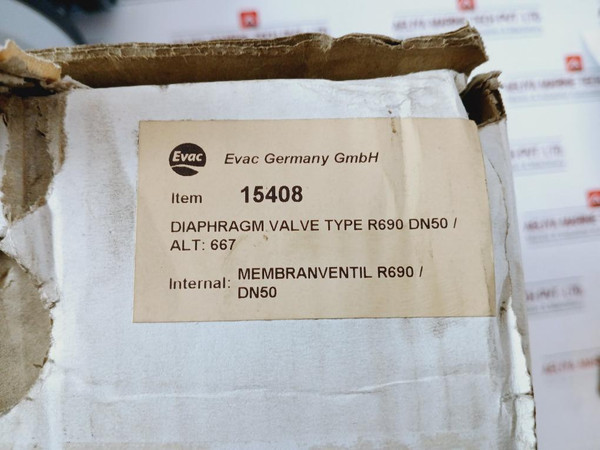 Evac
Evac Germany GmbH
Item 15408
DIAPHRAGM VALVE TYPE R690 DN50 /
ALT: 667
Internal: MEMBRANVENTIL R690 /
DN50